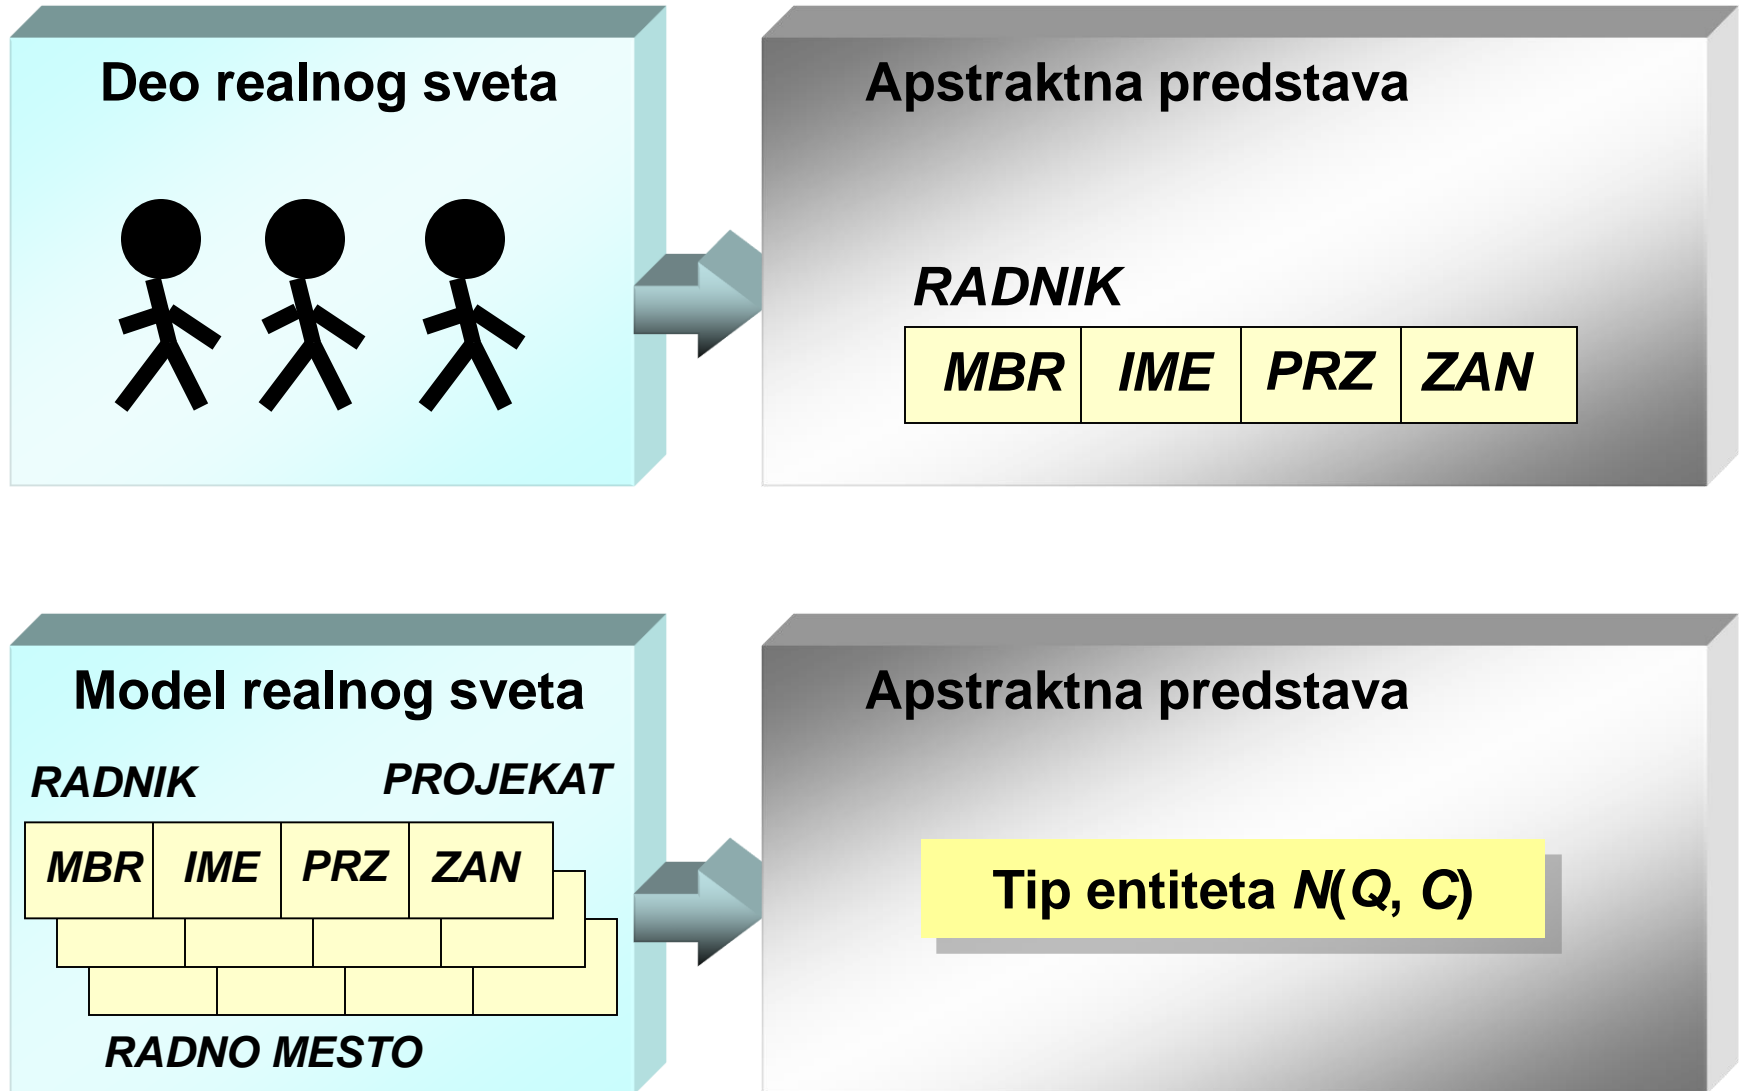 Deo realnog sveta
Apstraktna predstava
RADNIK
MBR IME PRZ ZAN
Model realnog sveta
RADNIK PROJEKAT
MBR IME PRZ ZAN
RADNO MESTO
Apstraktna predstava
Tip entiteta N(Q, C)